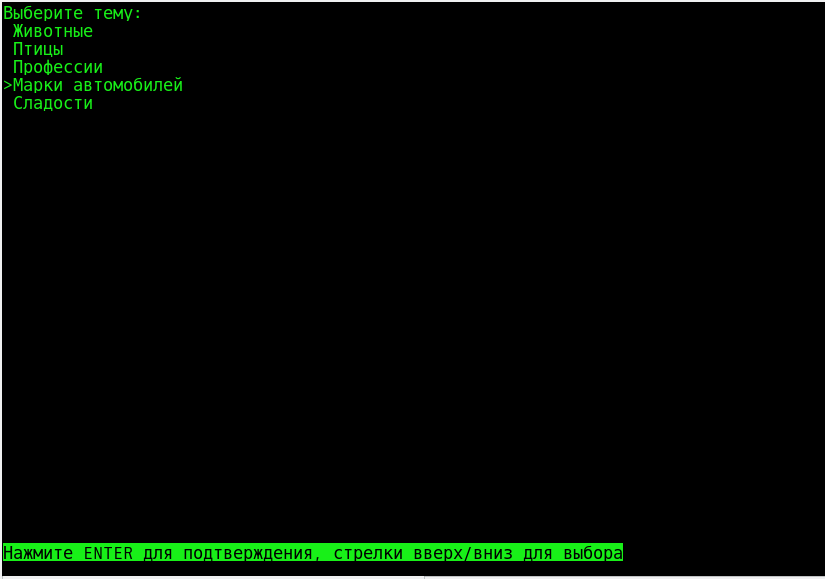 Выберите тему:
Животные
Птицы
Профессии
>Марки автомобилей
Сладости
Нажмите ENTER для подтверждения, стрелки вверх/вниз для выбора